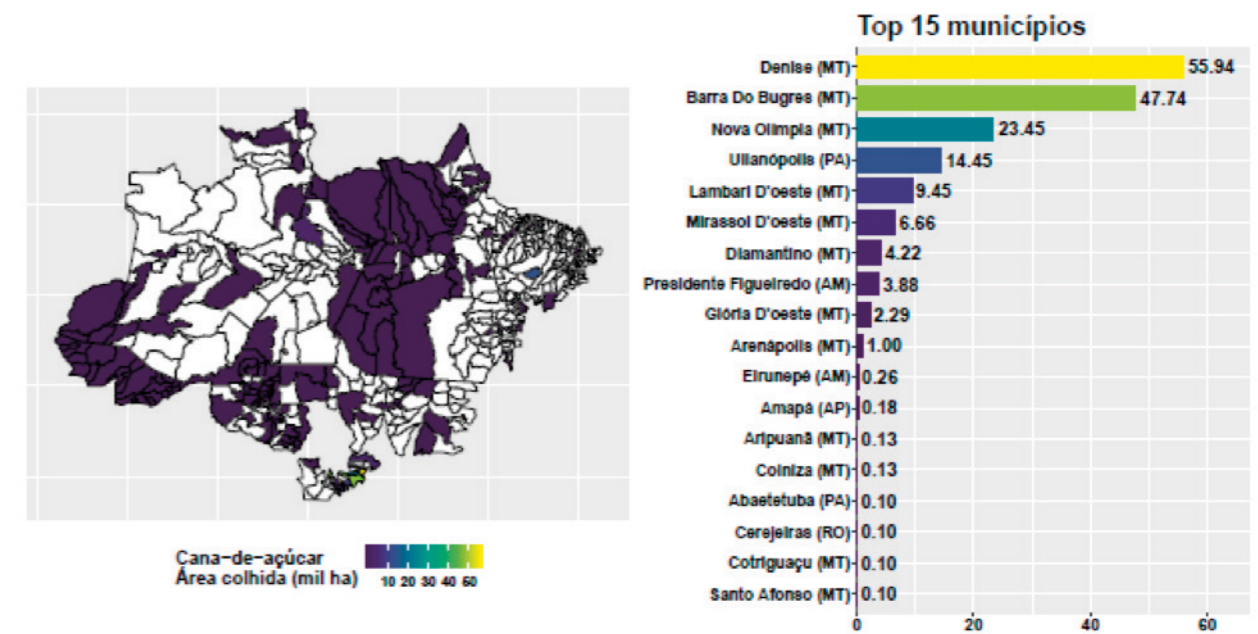 Top 15 municípios
Denise (MT) 55.94
Barra Do Bugres (MT) 47.74
Nova Olímpia (MT) 23.45
Ulianópolis (PA) 14.45
Lambari D'oeste (MT) 9.45
Mirassol D'oeste (MT) 6.66
Diamantino (MT) 4.22
Presidente Figueiredo (AM) 3.88
Glória D'oeste (MT) 2.29
Arenápolis (MT) 1.00
Eirunepé (AM) 0.26
Amapá (AP) 0.18
Aripuanã (MT) 0.13
Colniza (MT) 0.13
Abaetetuba (PA) 0.10
Cerejeiras (RO) 0.10
Cotriguaçu (MT) 0.10
Santo Afonso (MT) 0.10
0 20 40 60
Cana-de-açúcar
Área colhida (mil ha)
10 20 30 40 50